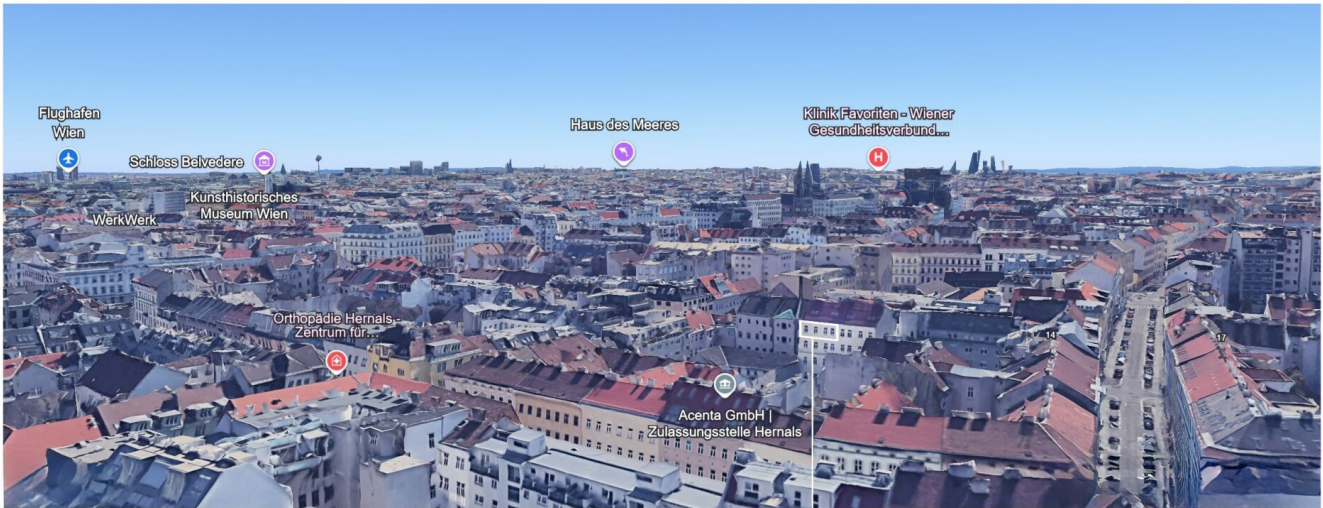 Flughafen
Wien
Schloss Belvedere
Kunsthistorisches
Museum Wien
WerkWerk
Haus des Meeres
Klinik Favoriten - Wiener
Gesundheitsverbund...
Orthopädie Hernals -
Zentrum für...
Acenta GmbH |
Zulassungsstelle Hernals
14
17